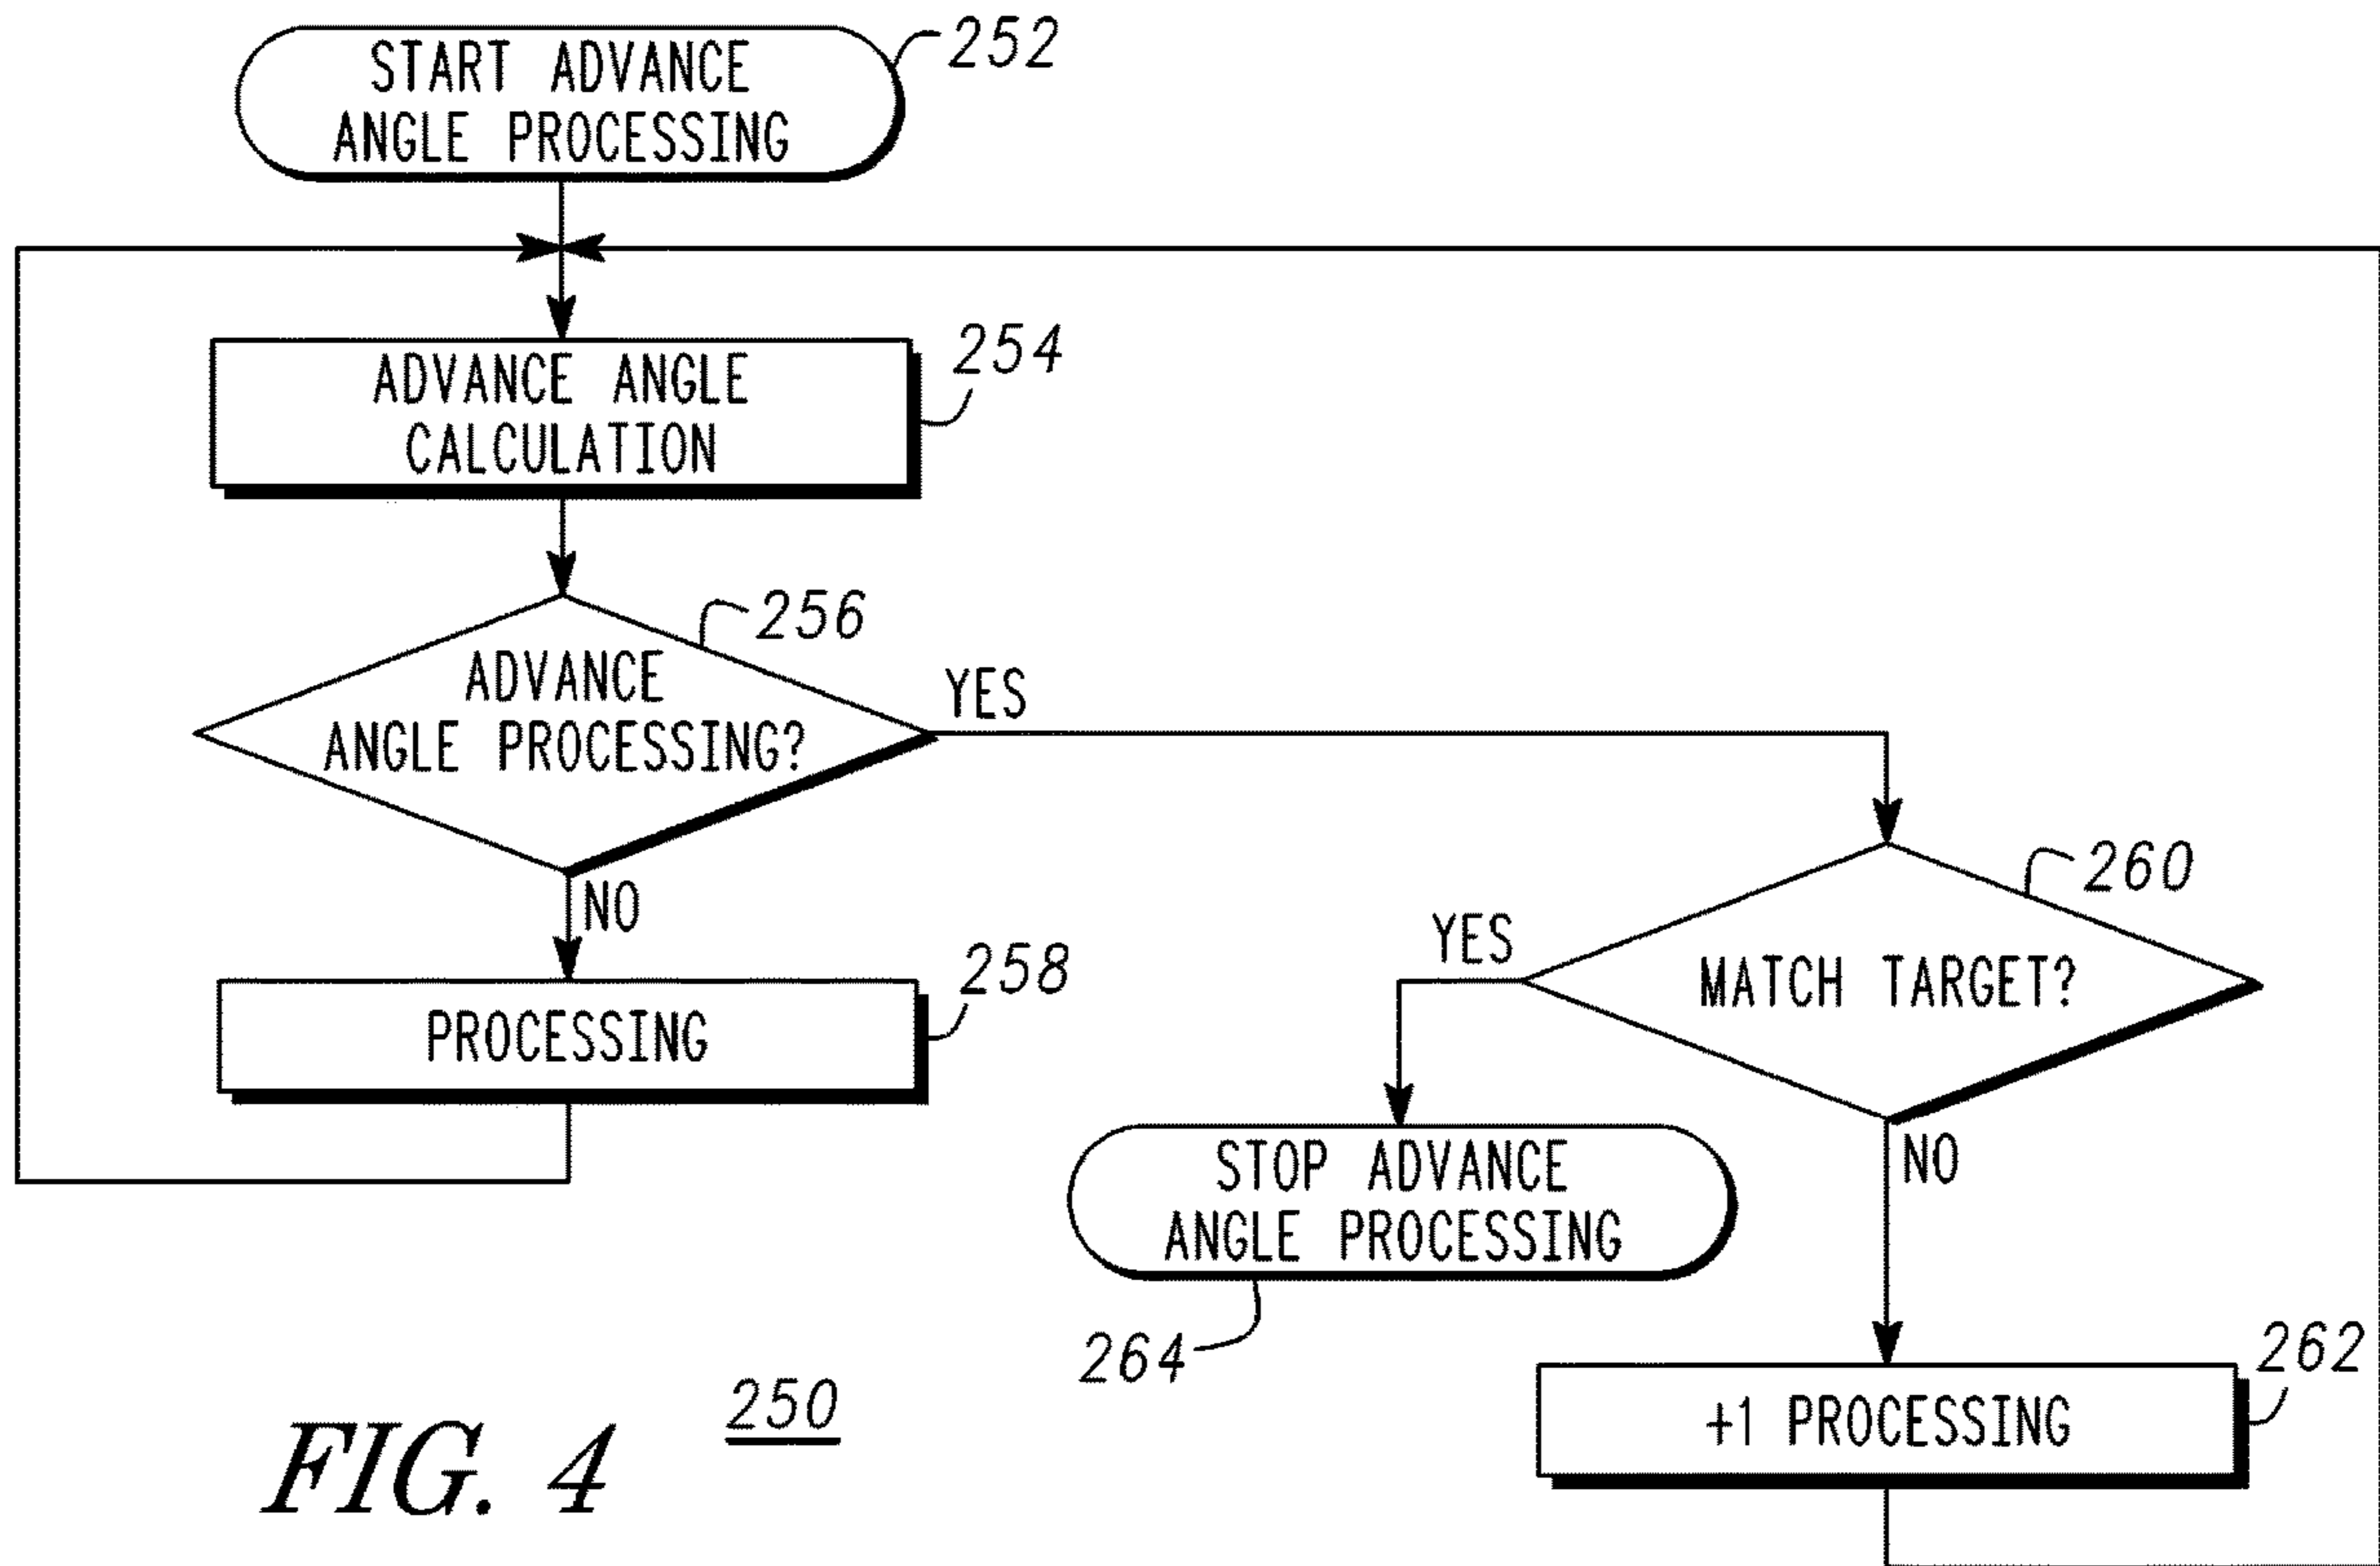 START ADVANCE
ANGLE PROCESSING
252
ADVANCE ANGLE
CALCULATION
254
256
ADVANCE
ANGLE PROCESSING?
YES
NO
PROCESSING
258
260
MATCH TARGET?
YES
NO
STOP ADVANCE
ANGLE PROCESSING
264
262
+1 PROCESSING
250
FIG. 4